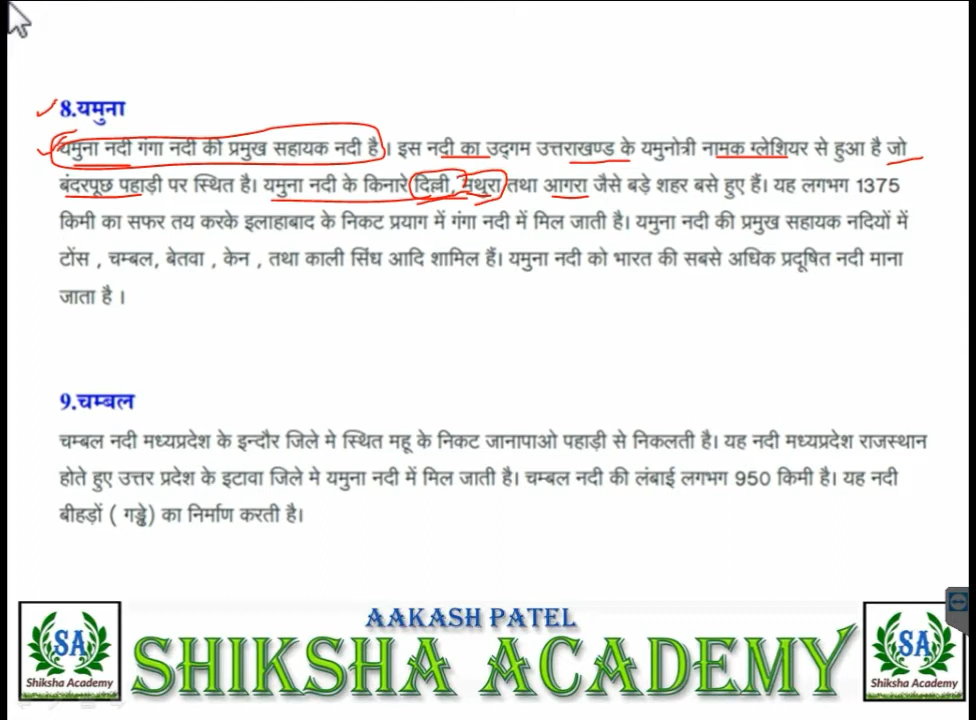 8.यमुना
यमुना नदी गंगा नदी की प्रमुख सहायक नदी है। इस नदी का उद्गम उत्तराखण्ड के यमुनोत्री नामक ग्लेशियर से हुआ है जो
बंदरपूछ पहाड़ी पर स्थित है। यमुना नदी के किनारे दिल्ली, मथुरा तथा आगरा जैसे बड़े शहर बसे हुए हैं। यह लगभग 1375
किमी का सफर तय करके इलाहाबाद के निकट प्रयाग में गंगा नदी में मिल जाती है। यमुना नदी की प्रमुख सहायक नदियों में
टोंस , चम्बल, बेतवा , केन , तथा काली सिंध आदि शामिल हैं। यमुना नदी को भारत की सबसे अधिक प्रदूषित नदी माना
जाता है ।
9.चम्बल
चम्बल नदी मध्यप्रदेश के इन्दौर जिले मे स्थित महू के निकट जानापाओ पहाड़ी से निकलती है। यह नदी मध्यप्रदेश राजस्थान
होते हुए उत्तर प्रदेश के इटावा जिले मे यमुना नदी में मिल जाती है। चम्बल नदी की लंबाई लगभग 950 किमी है। यह नदी
बीहड़ों ( गड्ढे) का निर्माण करती है।
AAKASH PATEL
SHIKSHA ACADEMY
SA
Shiksha Academy
SA
Shiksha Academy